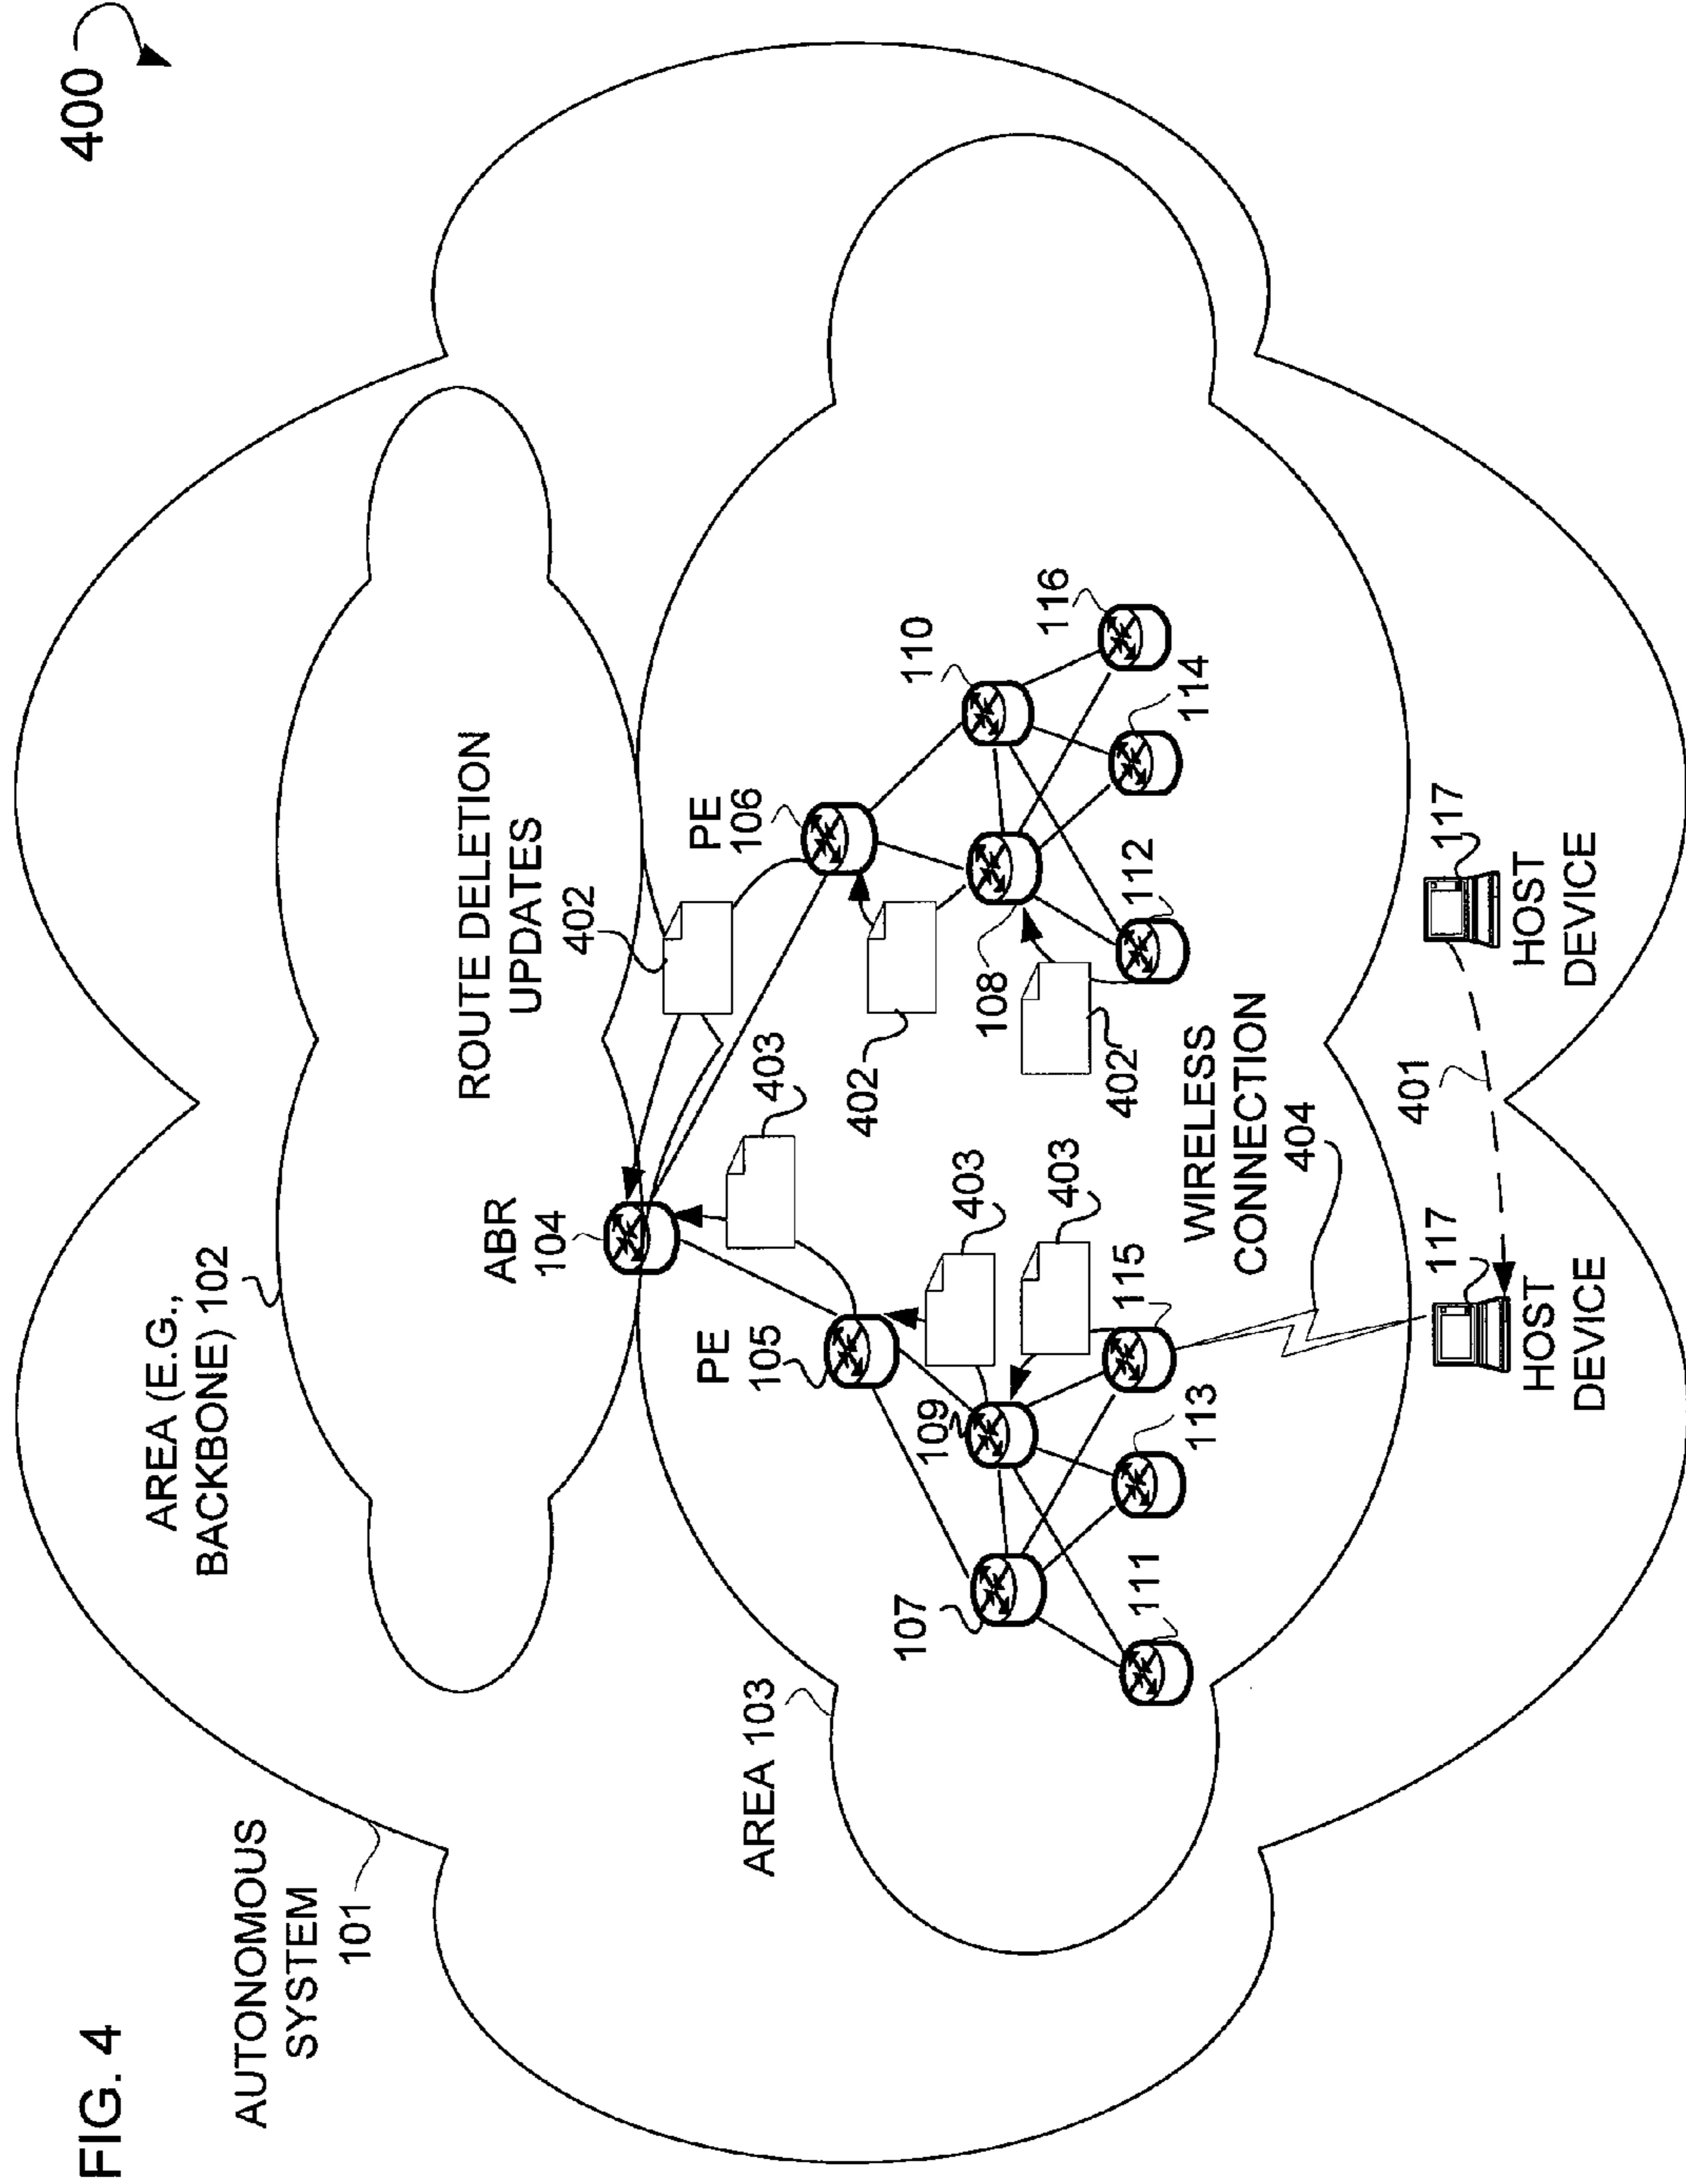 FIG. 4
400
AUTONOMOUS
SYSTEM
101
AREA (E.G.,
BACKBONE) 102
ROUTE DELETION
UPDATES
402
ABR
104
403
PE
106
PE
105
AREA 103
110
402
403
109
107
108
116
403
402
114
112
115
113
111
WIRELESS
CONNECTION
404
401
117
HOST
DEVICE
117
HOST
DEVICE